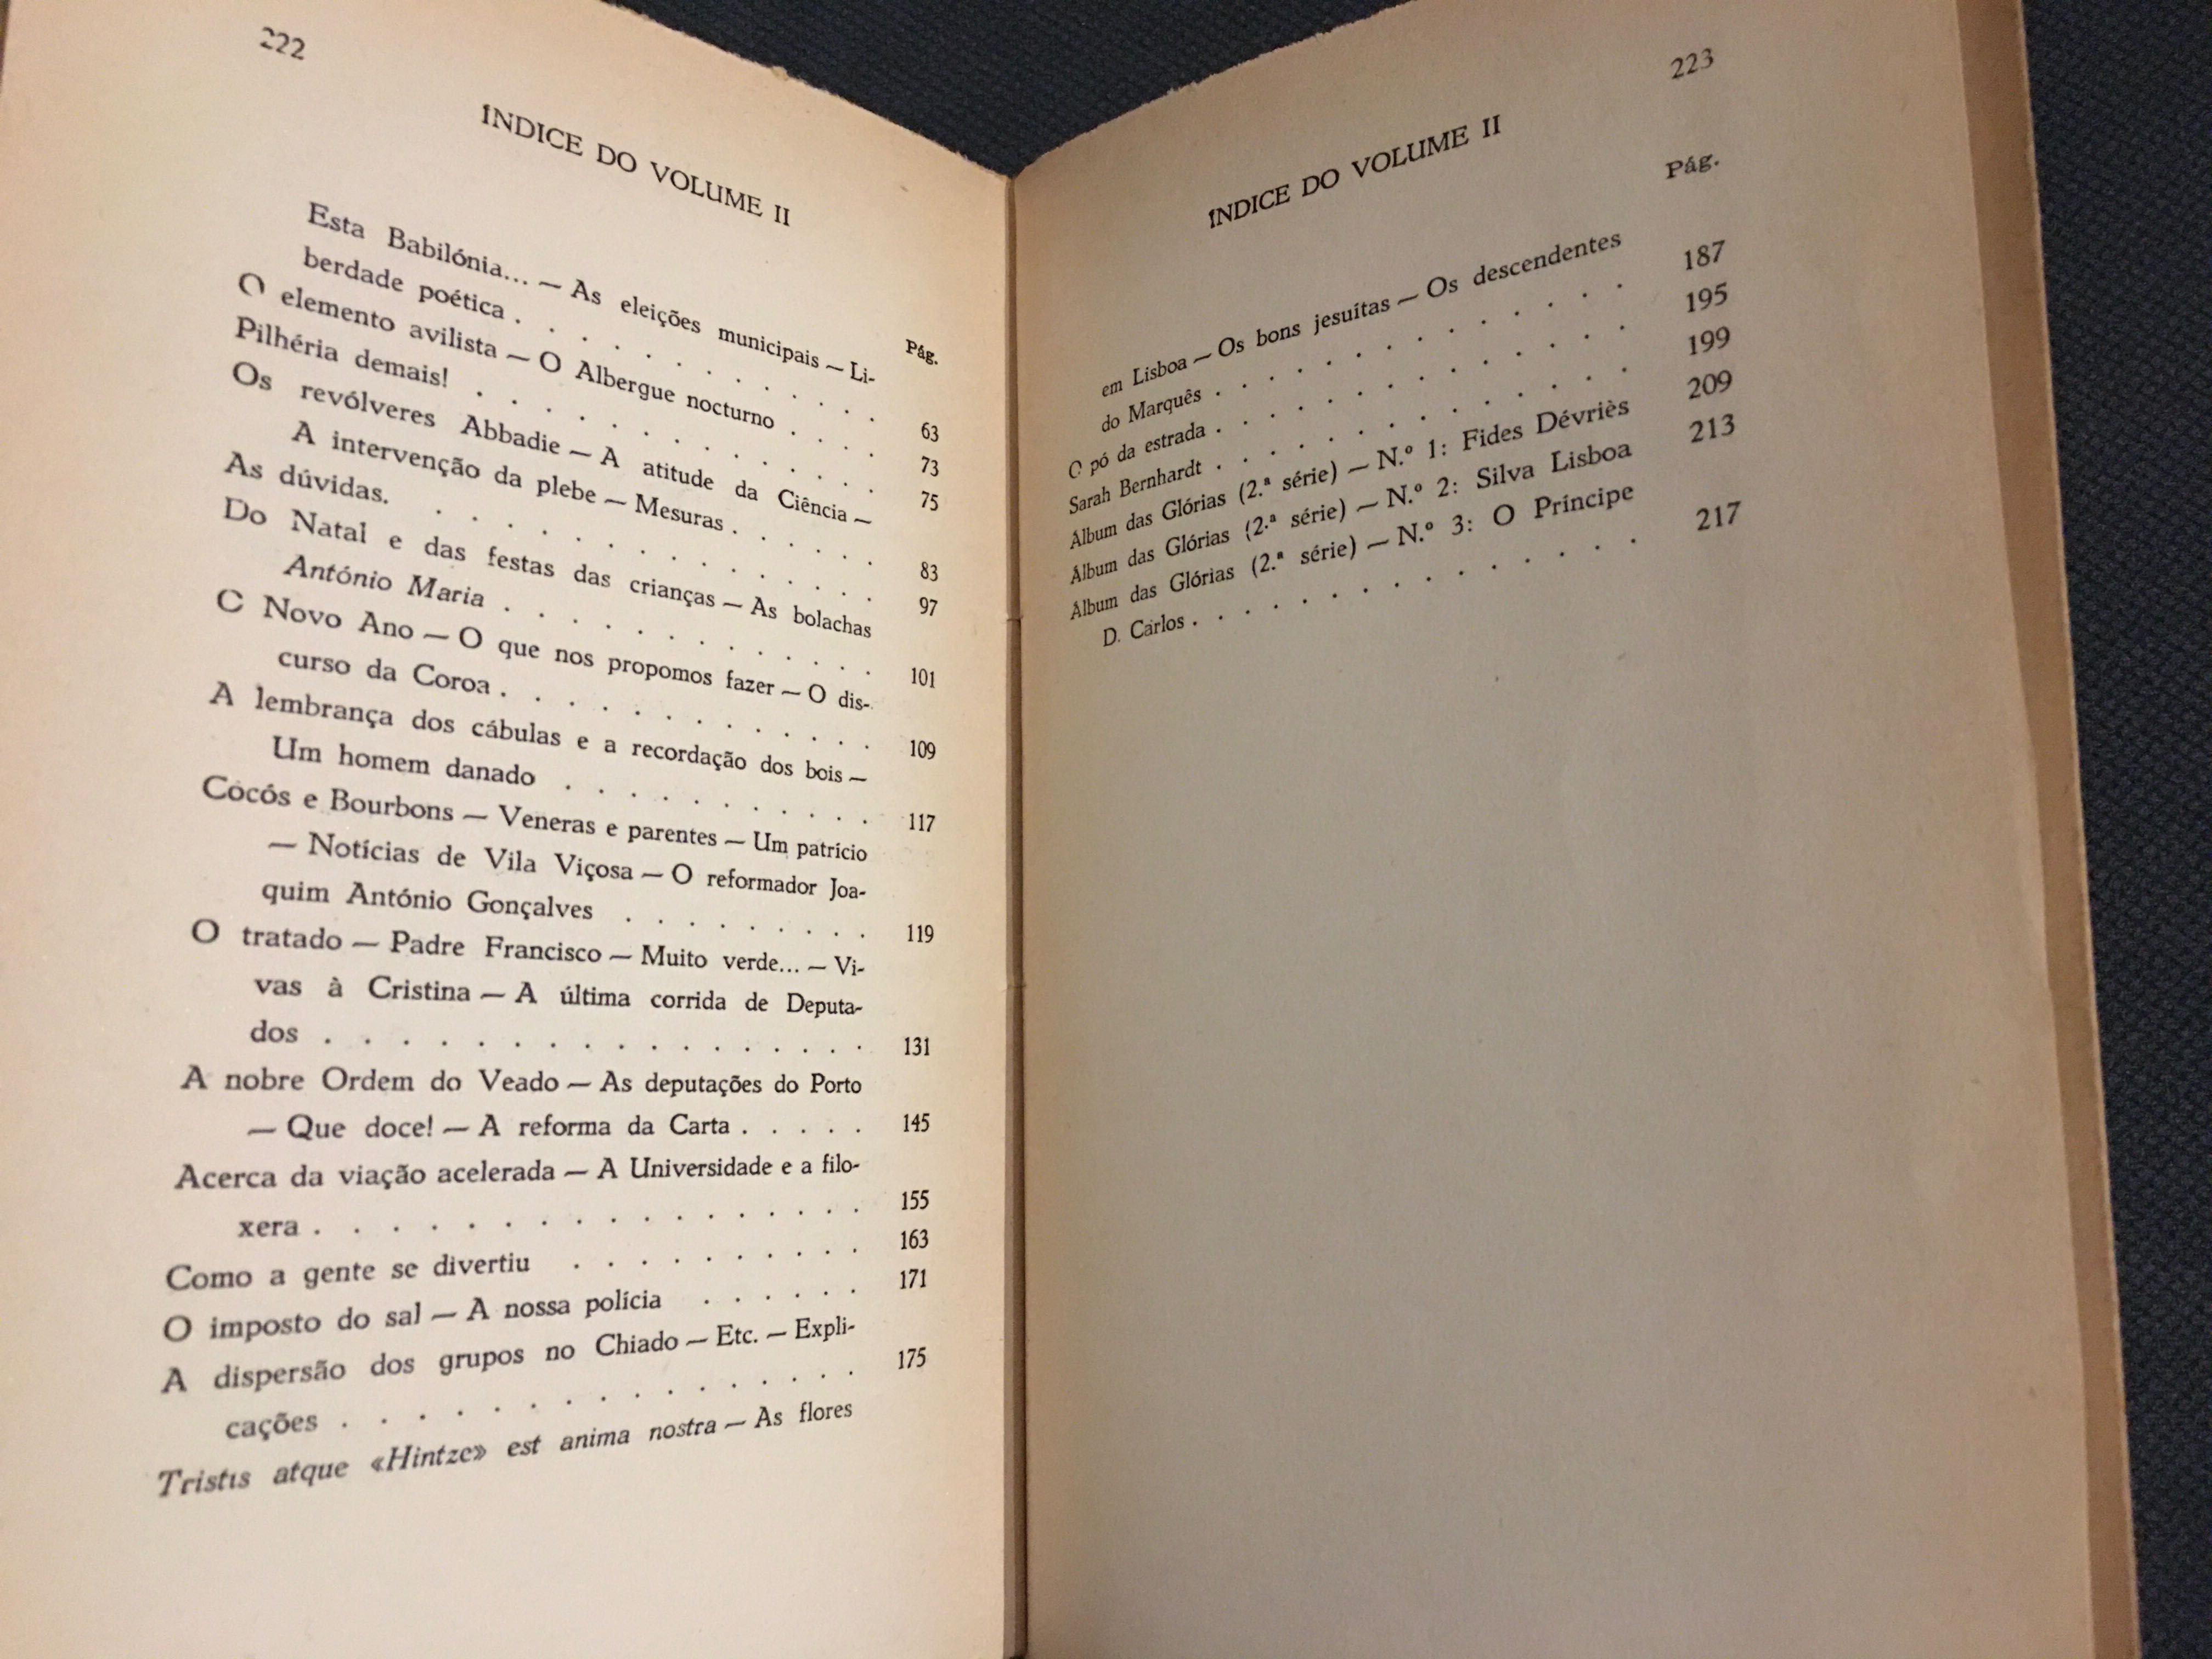 222
ÍNDICE DO VOLUME II
Pág.
Esta Babilónia... — As eleições municipais — Li-
berdade poética . . . . . . . . . . . 63
O elemento avilista — O Albergue nocturno . . . . 73
Pilhéria demais! . . . . . . . . . . . . 75
Os revólveres Abbadie — A atitude da Ciência —
A intervenção da plebe — Mesuras . . . . . 83
As dúvidas. . . . . . . . . . . . . . 97
Do Natal e das festas das crianças — As bolachas
António Maria . . . . . . . . . . . . 101
O Novo Ano — O que nos propomos fazer — O dis-
curso da Coroa . . . . . . . . . . . . 109
A lembrança dos cábulas e a recordação dos bois —
Um homem danado . . . . . . . . . . 117
Cócós e Bourbons — Veneras e parentes — Um patrício
— Notícias de Vila Viçosa — O reformador Joa-
quim António Gonçalves . . . . . . . . 119
O tratado — Padre Francisco — Muito verde... — Vi-
vas à Cristina — A última corrida de Deputa-
dos . . . . . . . . . . . . . . . . 131
A nobre Ordem do Veado — As deputações do Porto
— Que doce! — A reforma da Carta . . . . . 145
Acerca da viação acelerada — A Universidade e a filo-
xera . . . . . . . . . . . . . . . . 155
Como a gente se divertiu . . . . . . . . . . 163
O imposto do sal — A nossa polícia . . . . . . 171
A dispersão dos grupos no Chiado — Etc. — Expli-
cações . . . . . . . . . . . . . . . 175
Tristis atque «Hintze» est anima nostra — As flores
223
ÍNDICE DO VOLUME II
Pág.
em Lisboa — Os bons jesuítas — Os descendentes
do Marquês . . . . . . . . . . . . . . 187
O pó da estrada . . . . . . . . . . . . . 195
Sarah Bernhardt . . . . . . . . . . . . . 199
Álbum das Glórias (2.ª série) — N.º 1: Fides Dévriès 209
Álbum das Glórias (2.ª série) — N.º 2: Silva Lisboa 213
Álbum das Glórias (2.ª série) — N.º 3: O Príncipe
D. Carlos . . . . . . . . . . . . . . 217